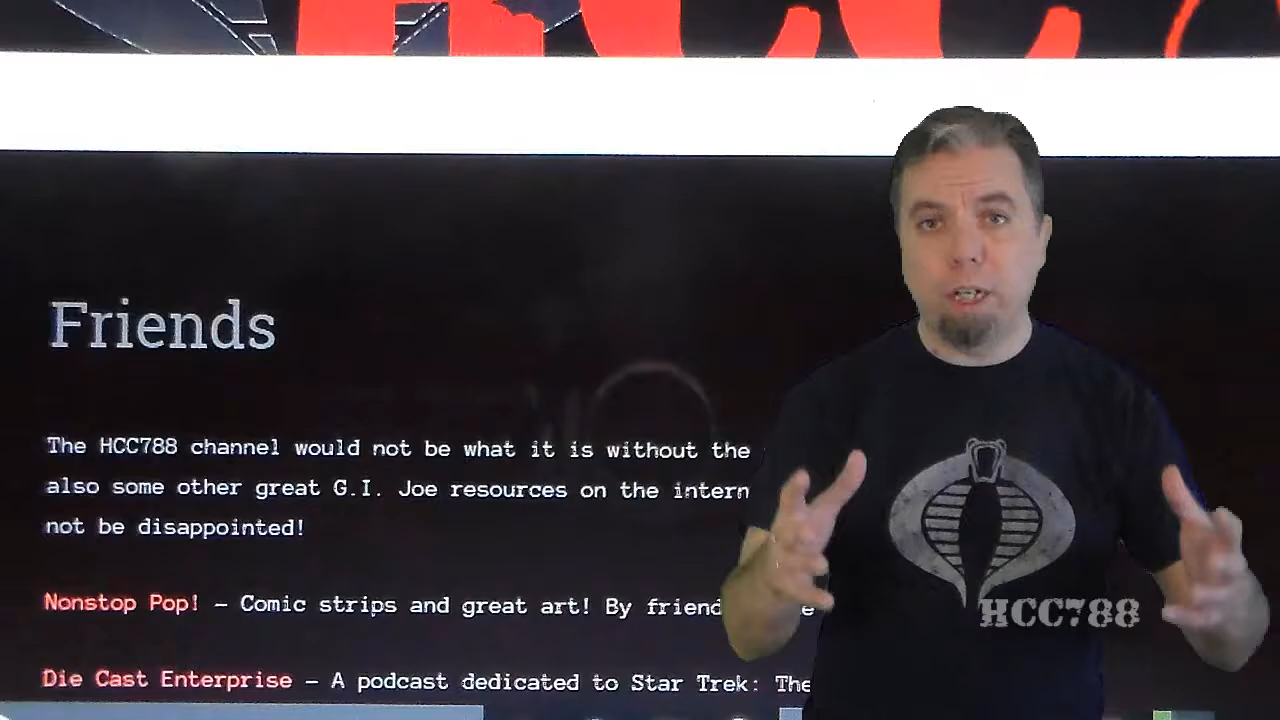 HCC
Friends
The HCC788 channel would not be what it is without the
also some other great G.I. Joe resources on the intern
not be disappointed!
Nonstop Pop! – Comic strips and great art! By friend
Die Cast Enterprise – A podcast dedicated to Star Trek: The
HCC788